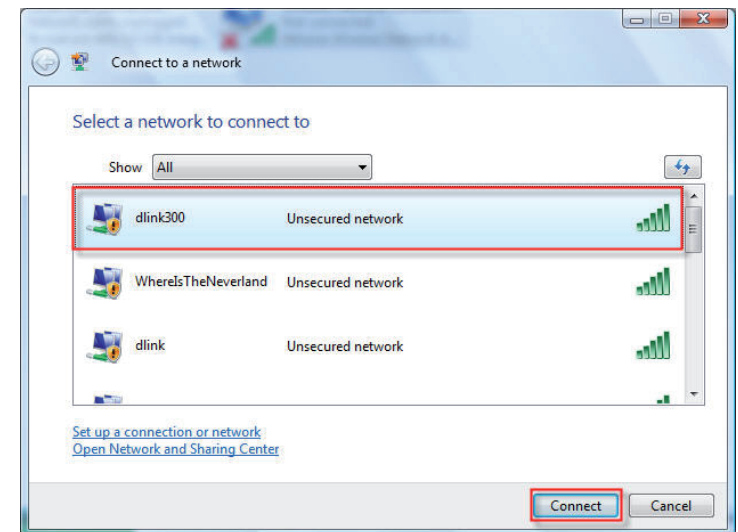 Connect to a network
Select a network to connect to
Show All
dlink300 Unsecured network
WhereIsTheNeverland Unsecured network
dlink Unsecured network
Set up a connection or network
Open Network and Sharing Center
Connect Cancel